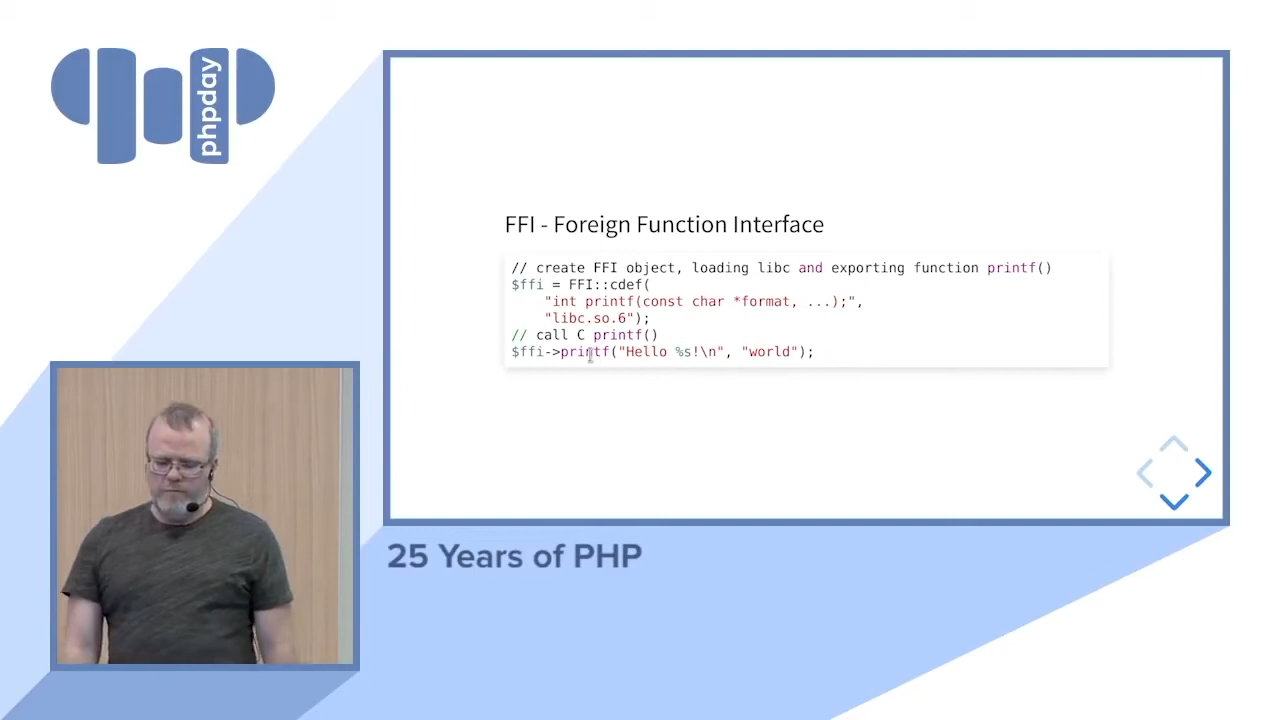 phpday
FFI - Foreign Function Interface
// create FFI object, loading libc and exporting function printf()
$ffi = FFI::cdef(
    "int printf(const char *format, ...);",
    "libc.so.6");
// call C printf()
$ffi->printf("Hello %s!\n", "world");
25 Years of PHP